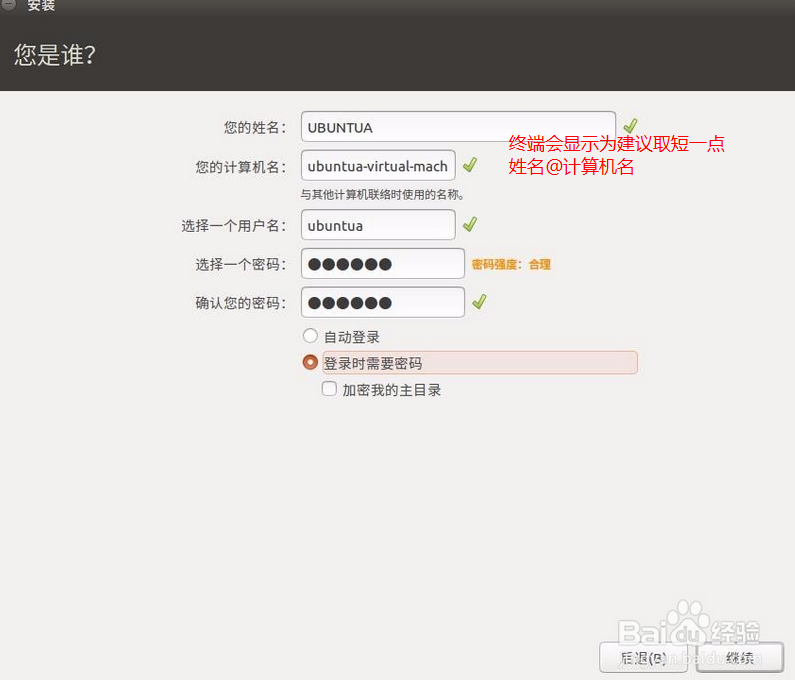 安装
您是谁?
您的姓名: UBUNTUA
终端会显示为建议取短一点
您的计算机名: ubuntua-virtual-mach
姓名@计算机名
与其他计算机联络时使用的名称。
选择一个用户名: ubuntua
选择一个密码: ●●●●●● 密码强度：合理
确认您的密码: ●●●●●●
自动登录
登录时需要密码
加密我的主目录
Baidu 经验
jingyan.baidu.com
后退(B) 继续